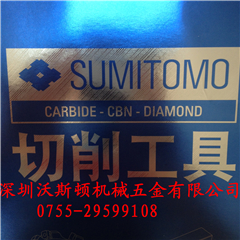 SUMITOMO
CARBIDE - CBN - DIAMOND
切削工具
深圳沃斯顿机械五金有限公司
0755-29599108